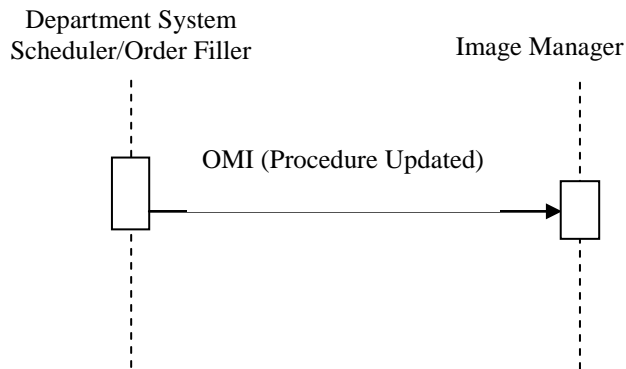 Department System
Scheduler/Order Filler
Image Manager
OMI (Procedure Updated)